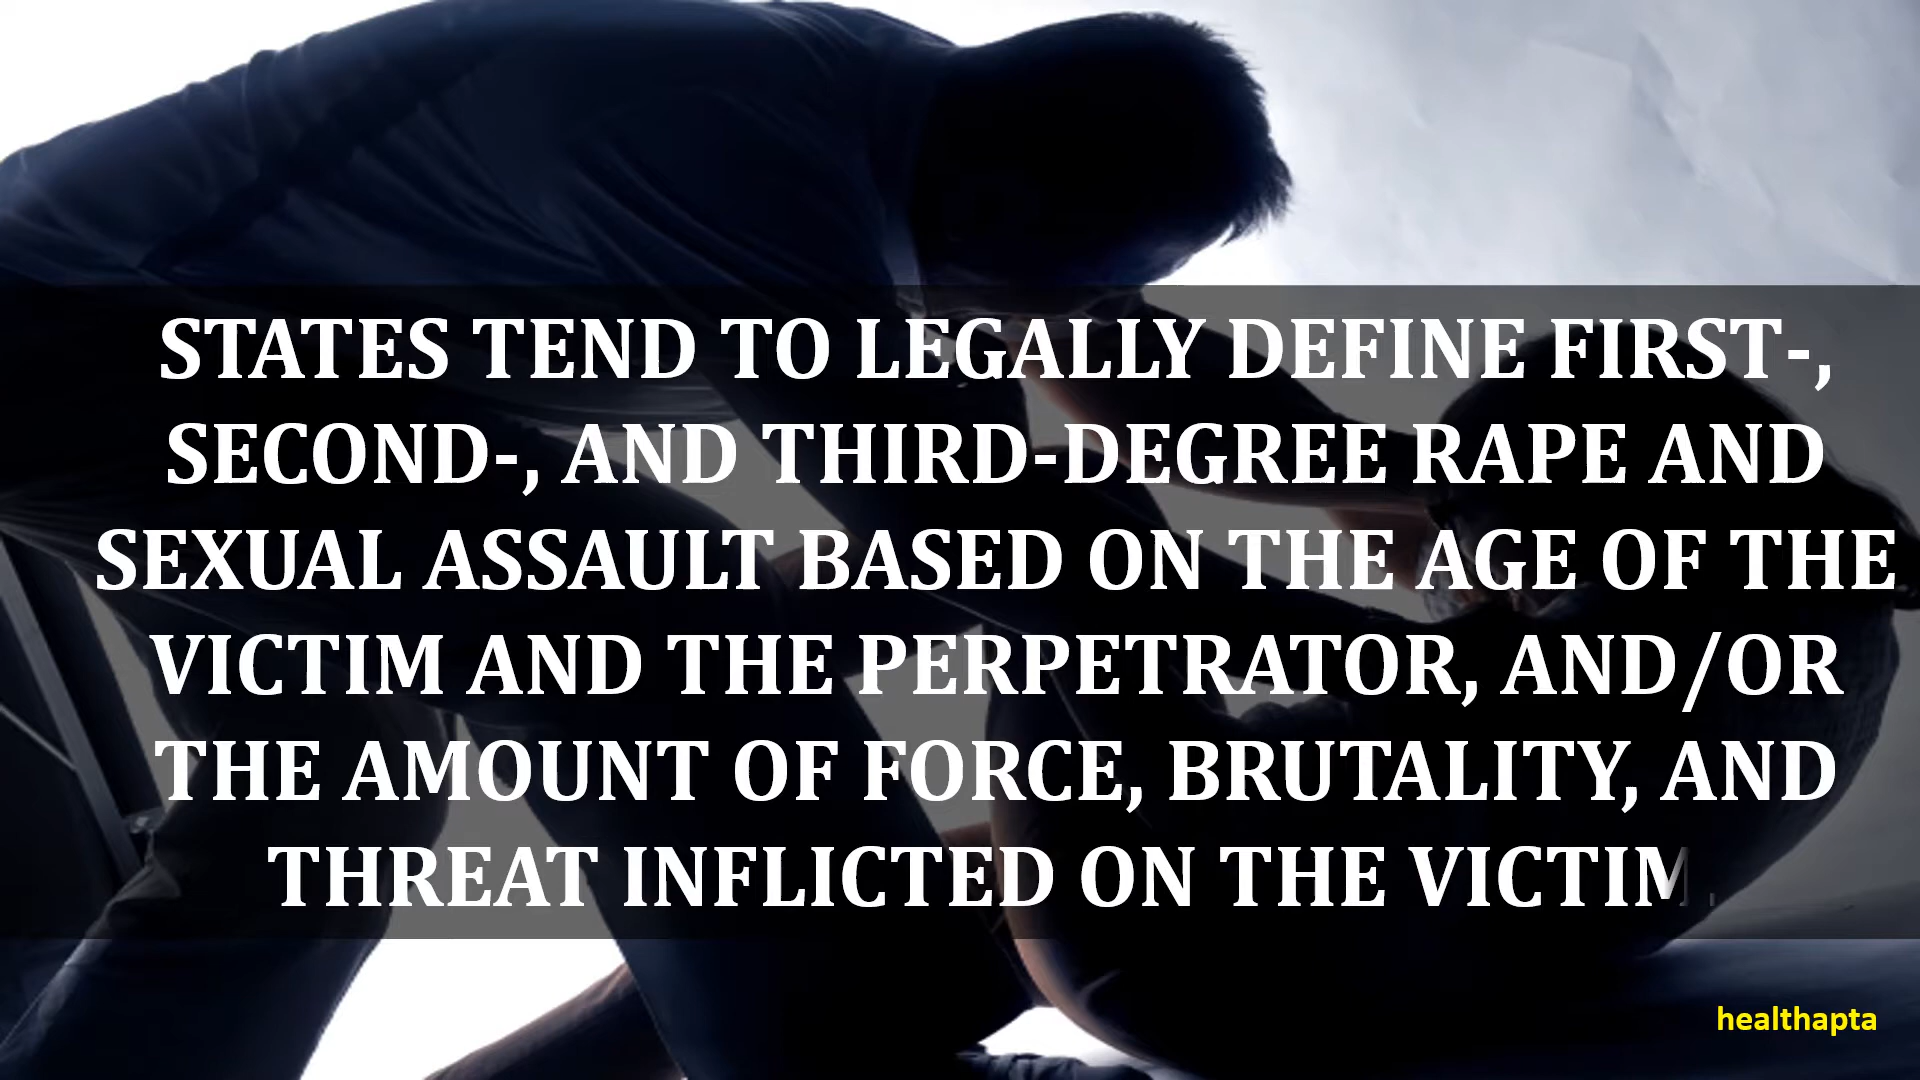 STATES TEND TO LEGALLY DEFINE FIRST-,
SECOND-, AND THIRD-DEGREE RAPE AND
SEXUAL ASSAULT BASED ON THE AGE OF THE
VICTIM AND THE PERPETRATOR, AND/OR
THE AMOUNT OF FORCE, BRUTALITY, AND
THREAT INFLICTED ON THE VICTIM.
healthapta